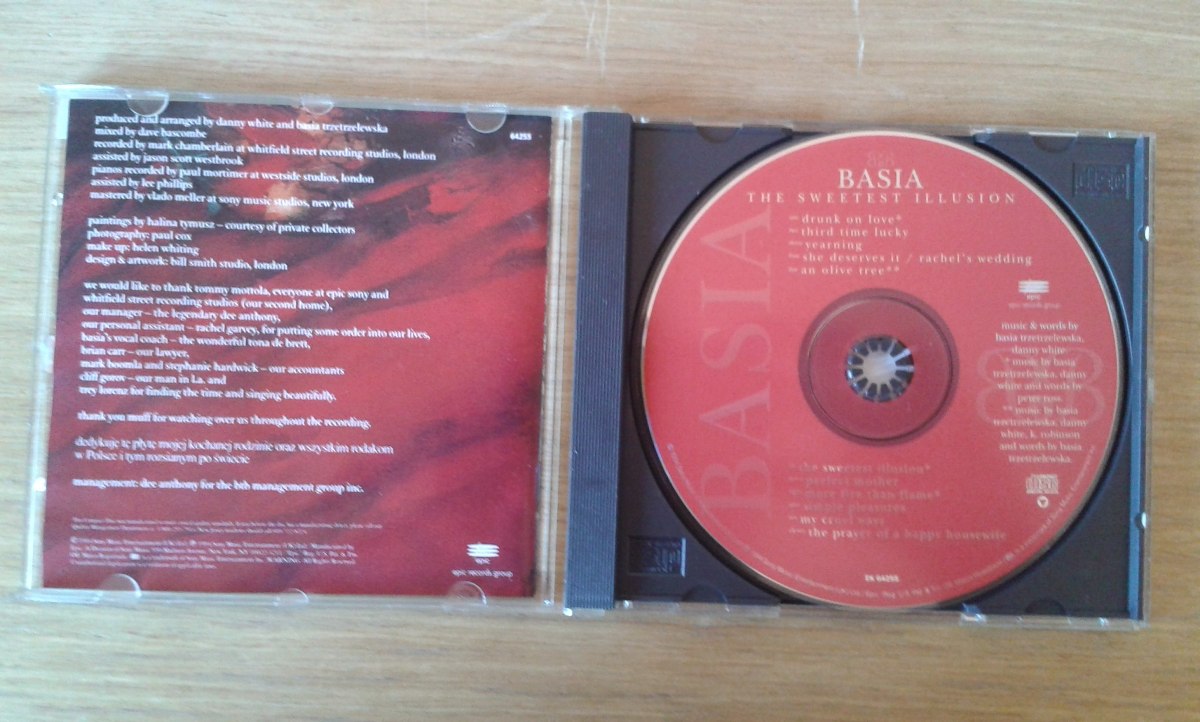 produced and arranged by danny white and basia trzetrzelewska
mixed by dave bascombe
recorded by mark chamberlain at whitfield street recording studios, london
assisted by jason scott westbrook
pianos recorded by paul mortimer at westside studios, london
assisted by lee phillips
mastered by vlado meller at sony music studios, new york
64255
paintings by halina tymusz – courtesy of private collectors
photography: paul cox
make up: helen whiting
design & artwork: bill smith studio, london
we would like to thank tommy mottola, everyone at epic sony and
whitfield street recording studios (our second home),
our manager – the legendary dee anthony,
our personal assistant – rachel garvey, for putting some order into our lives,
basia's vocal coach – the wonderful tona de brett,
brian carr – our lawyer,
mark boomla and stephanie hardwick – our accountants
cliff gorov – our man in l.a. and
trey lorenz for finding the time and singing beautifully.
thank you muff for watching over us throughout the recording.
dedykuję tę płytę mojej kochanej rodzinie oraz wszystkim rodakom
w Polsce i tym rozsianym po świecie
management: dee anthony for the bth management group inc.
epic
epic records group
BASIA
THE SWEETEST ILLUSION
drunk on love*
third time lucky
yearning
she deserves it / rachel's wedding
an olive tree**
BASIA
epic
epic records group
music & words by
basia trzetrzelewska,
danny white
* music by basia
trzetrzelewska, danny
white and words by
peter ross.
** music by basia
trzetrzelewska, danny
white, k. robinson
and words by basia
trzetrzelewska.
the sweetest illusion*
perfect mother
more fire than flame*
simple pleasures
my cruel ways
the prayer of a happy housewife
EK 64255